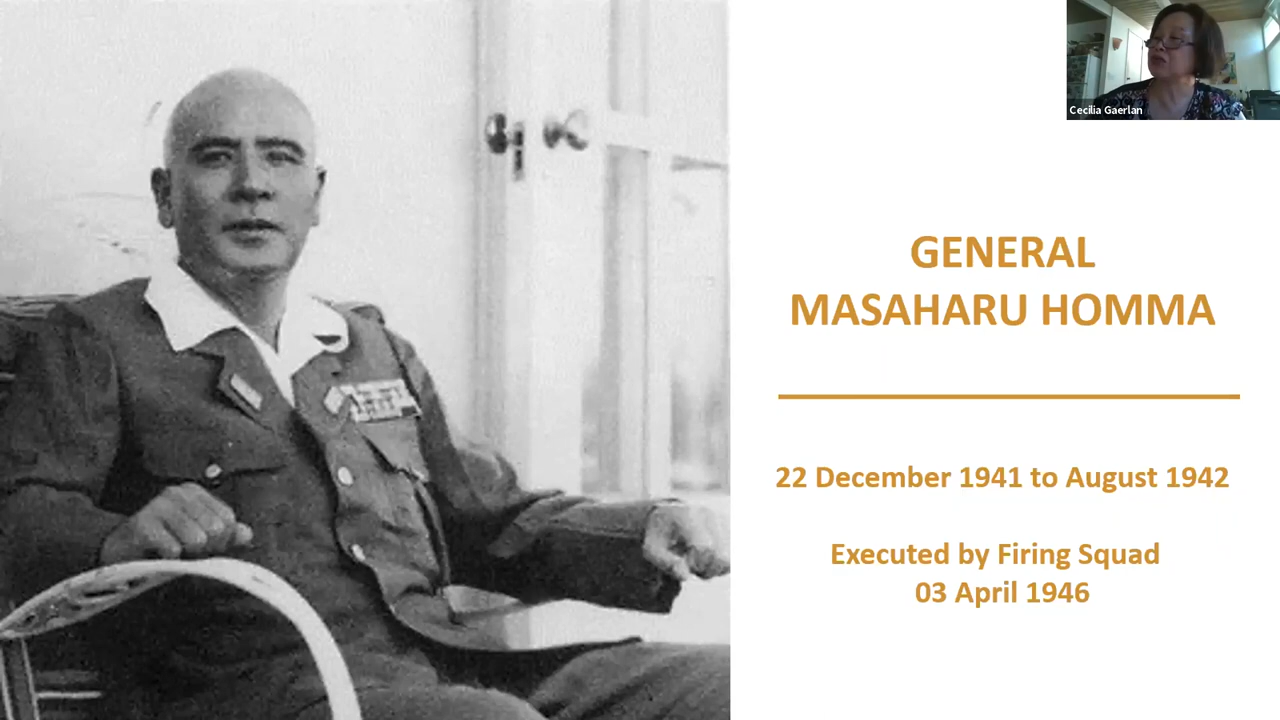 Cecilia Gaerlan
GENERAL
MASAHARU HOMMA
22 December 1941 to August 1942
Executed by Firing Squad
03 April 1946